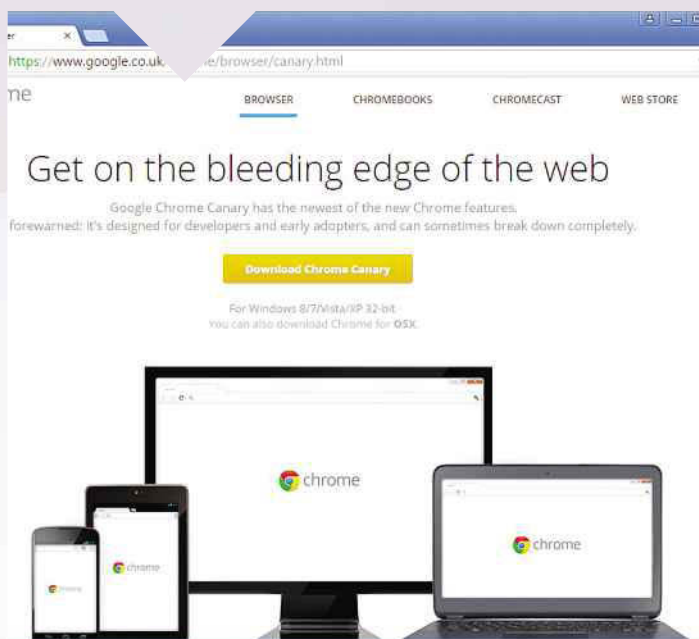 er
https://www.google.co.uk e/browser/canary.html
me
BROWSER CHROMEBOOKS CHROMECAST WEB STORE
Get on the bleeding edge of the web
Google Chrome Canary has the newest of the new Chrome features.
forewarned: it's designed for developers and early adopters, and can sometimes break down completely.
Download Chrome Canary
For Windows 8/7/Vista/XP 32-bit
You can also download Chrome for OSX.
chrome
chrome
chrome
chrome